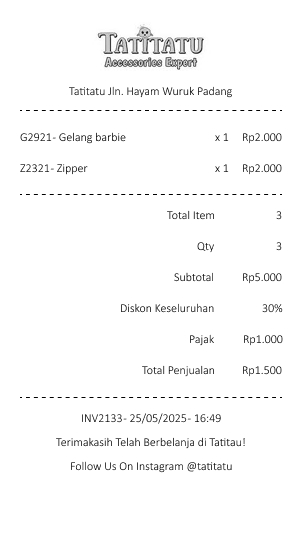 TATITATU
Accessories Expert
Tatitatu Jln. Hayam Wuruk Padang
G2921- Gelang barbie x 1 Rp2.000
Z2321- Zipper x 1 Rp2.000
Total Item 3
Qty 3
Subtotal Rp5.000
Diskon Keseluruhan 30%
Pajak Rp1.000
Total Penjualan Rp1.500
INV2133- 25/05/2025- 16:49
Terimakasih Telah Berbelanja di Tatitau!
Follow Us On Instagram @tatitatu